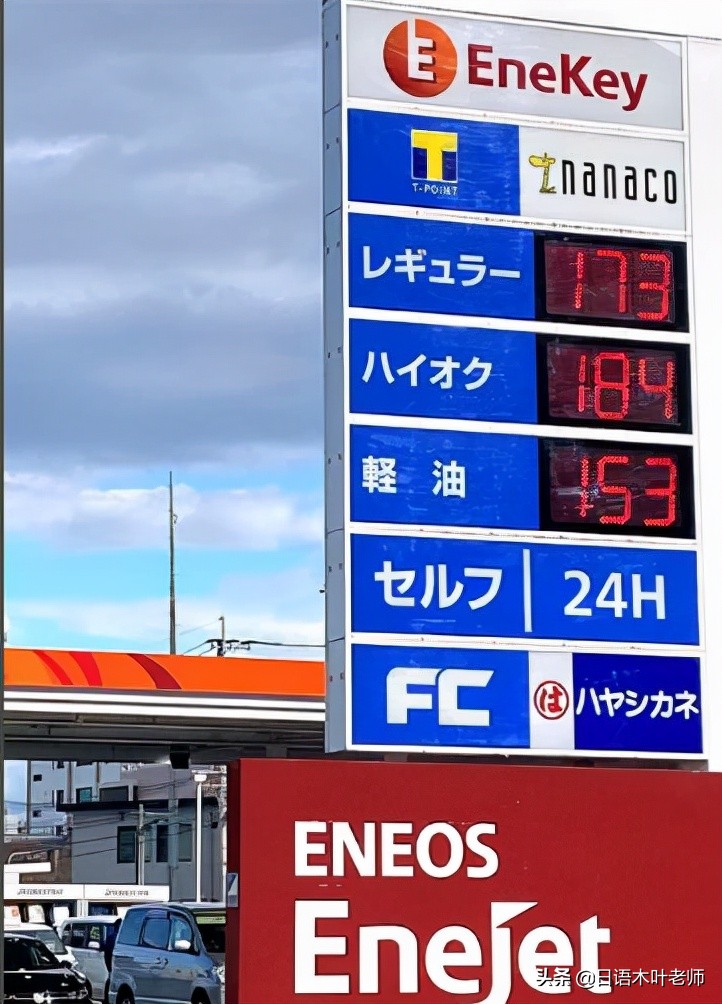 E EneKey
T
T-POINT
nanaco
レギュラー 173
ハイオク 184
軽 油 153
セルフ 24H
FC は ハヤシカネ
ENEOS
EneJet
头条 @日语木叶老师